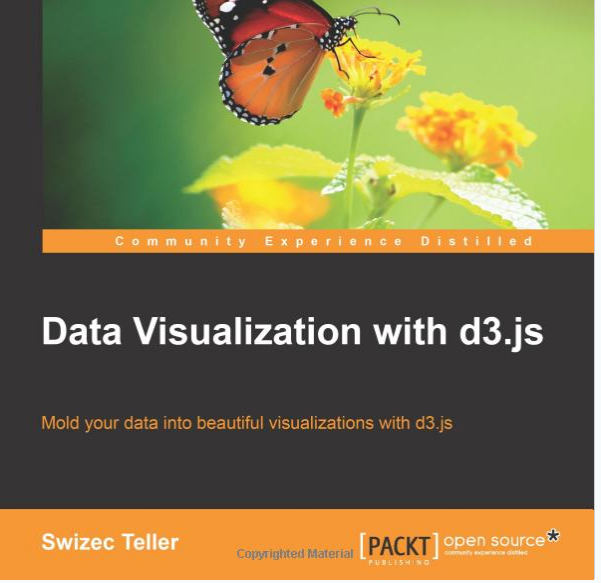 Community Experience Distilled
Data Visualization with d3.js
Mold your data into beautiful visualizations with d3.js
Swizec Teller
Copyrighted Material
[PACKT] open source*
PUBLISHING
community experience distilled